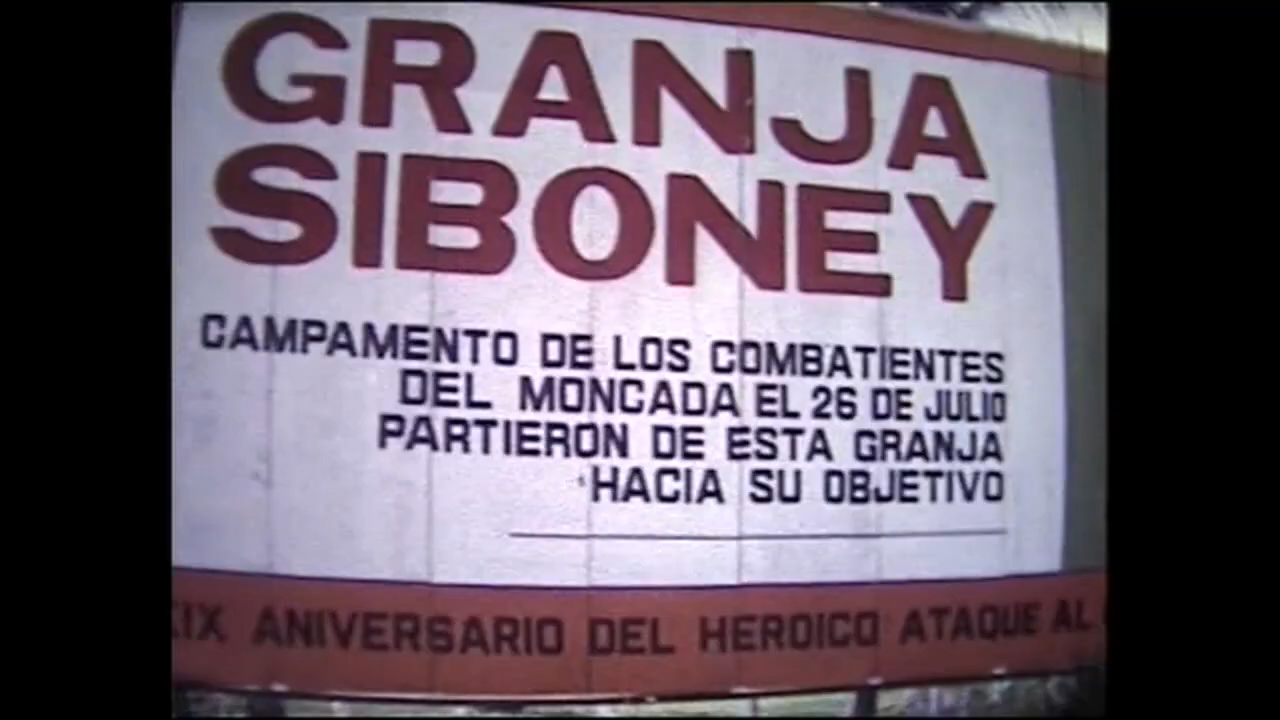 GRANJA
SIBONEY
CAMPAMENTO DE LOS COMBATIENTES
DEL MONCADA EL 26 DE JULIO
PARTIERON DE ESTA GRANJA
HACIA SU OBJETIVO
XIX ANIVERSARIO DEL HEROICO ATAQUE AL